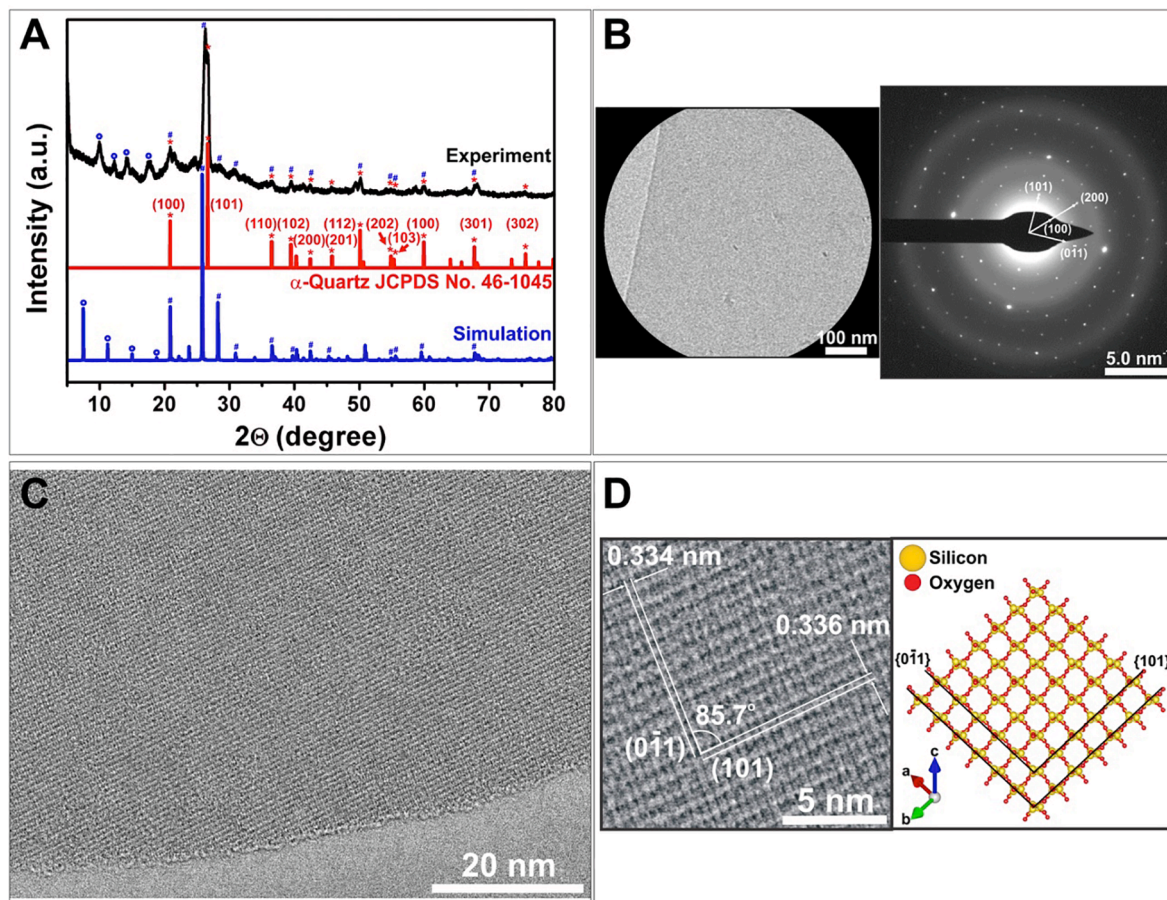 A
Intensity (a.u.)
#
*
Experiment
(100)
(101)
(110)
(102)
(200)
(201)
(112)
(202)
(103)
(100)
(301)
(302)
α-Quartz JCPDS No. 46-1045
Simulation
10 20 30 40 50 60 70 80
2Θ (degree)
B
100 nm
(101)
(200)
(100)
(01̄1̄)
5.0 nm⁻¹
C
20 nm
D
0.334 nm
0.336 nm
85.7°
(01̄1)
(101)
5 nm
Silicon
Oxygen
{01̄1}
{101}
c
a
b